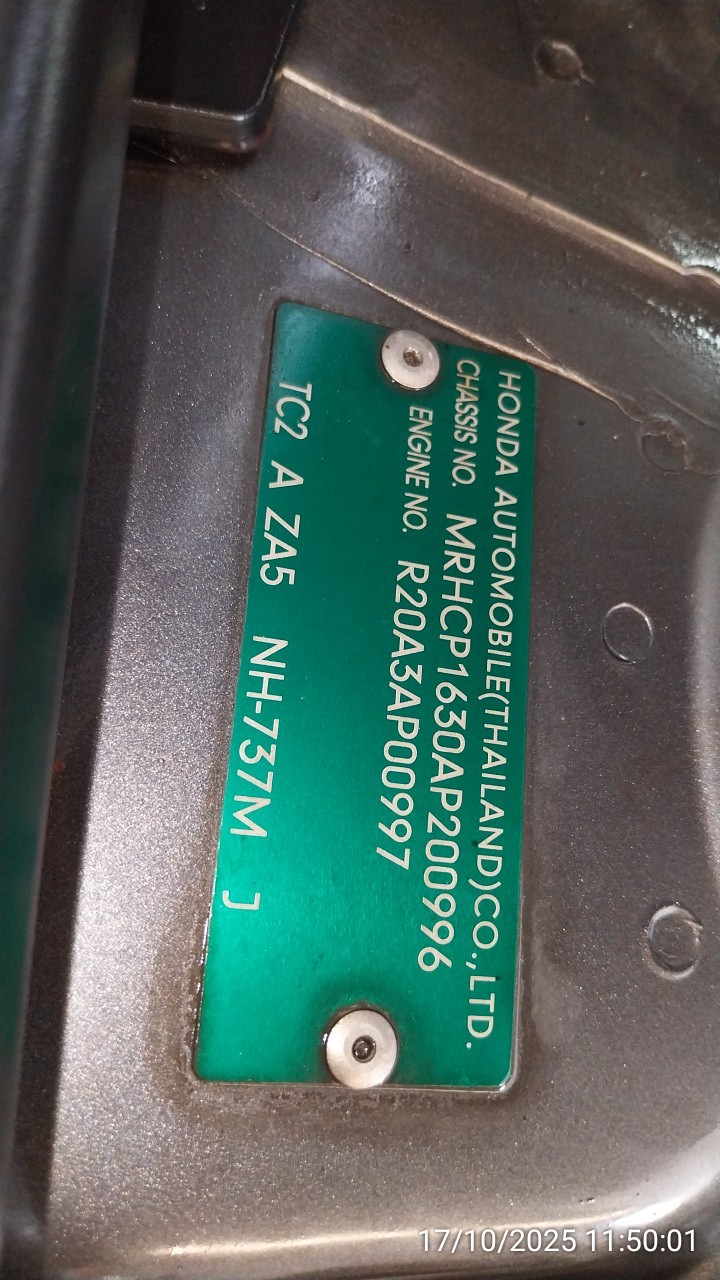 HONDA AUTOMOBILE(THAILAND)CO.,LTD.
CHASSIS NO. MRHCP1630AP200996
ENGINE NO. R20A3AP00997
TC2 A ZA5 NH-737M J
17/10/2025 11:50:01